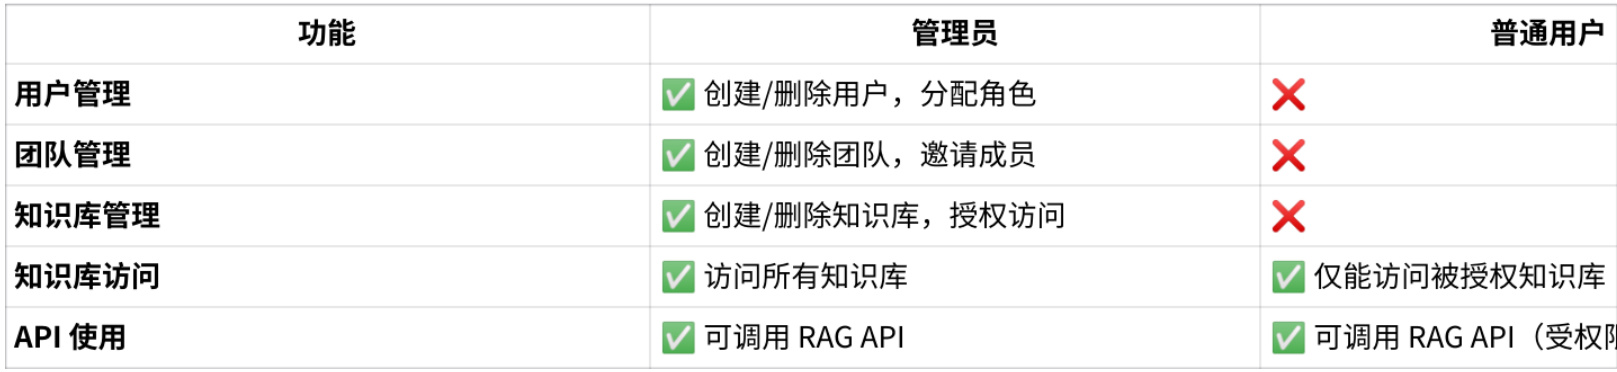 功能 管理员 普通用户
用户管理 ✅ 创建/删除用户，分配角色 ❌
团队管理 ✅ 创建/删除团队，邀请成员 ❌
知识库管理 ✅ 创建/删除知识库，授权访问 ❌
知识库访问 ✅ 访问所有知识库 ✅ 仅能访问被授权知识库
API 使用 ✅ 可调用 RAG API ✅ 可调用 RAG API（受权